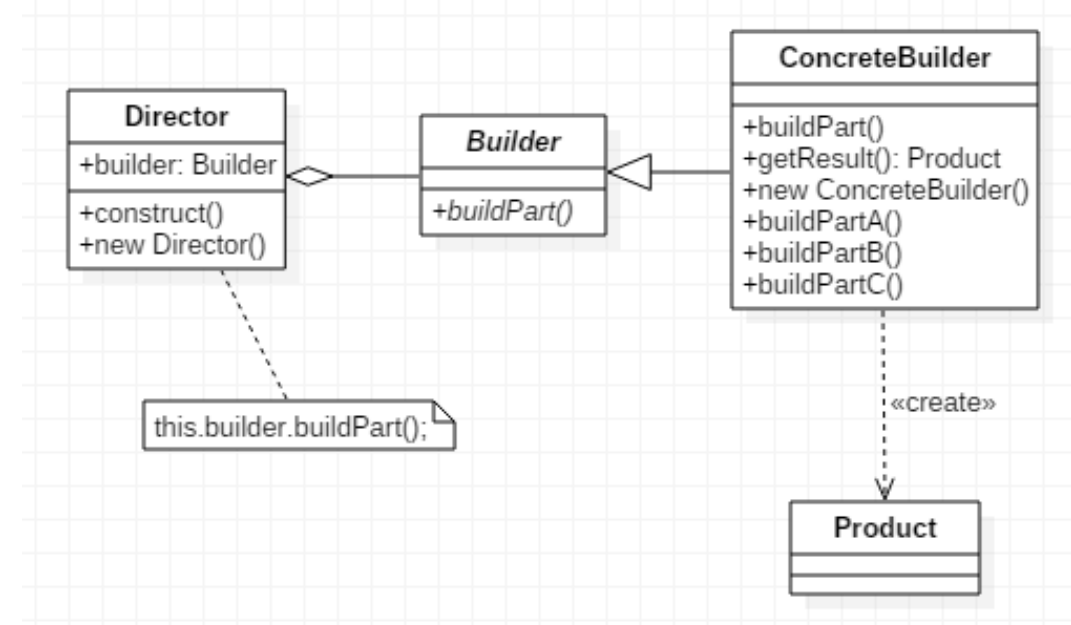 Director
+builder: Builder
+construct()
+new Director()
this.builder.buildPart();
Builder
+buildPart()
ConcreteBuilder
+buildPart()
+getResult(): Product
+new ConcreteBuilder()
+buildPartA()
+buildPartB()
+buildPartC()
«create»
Product